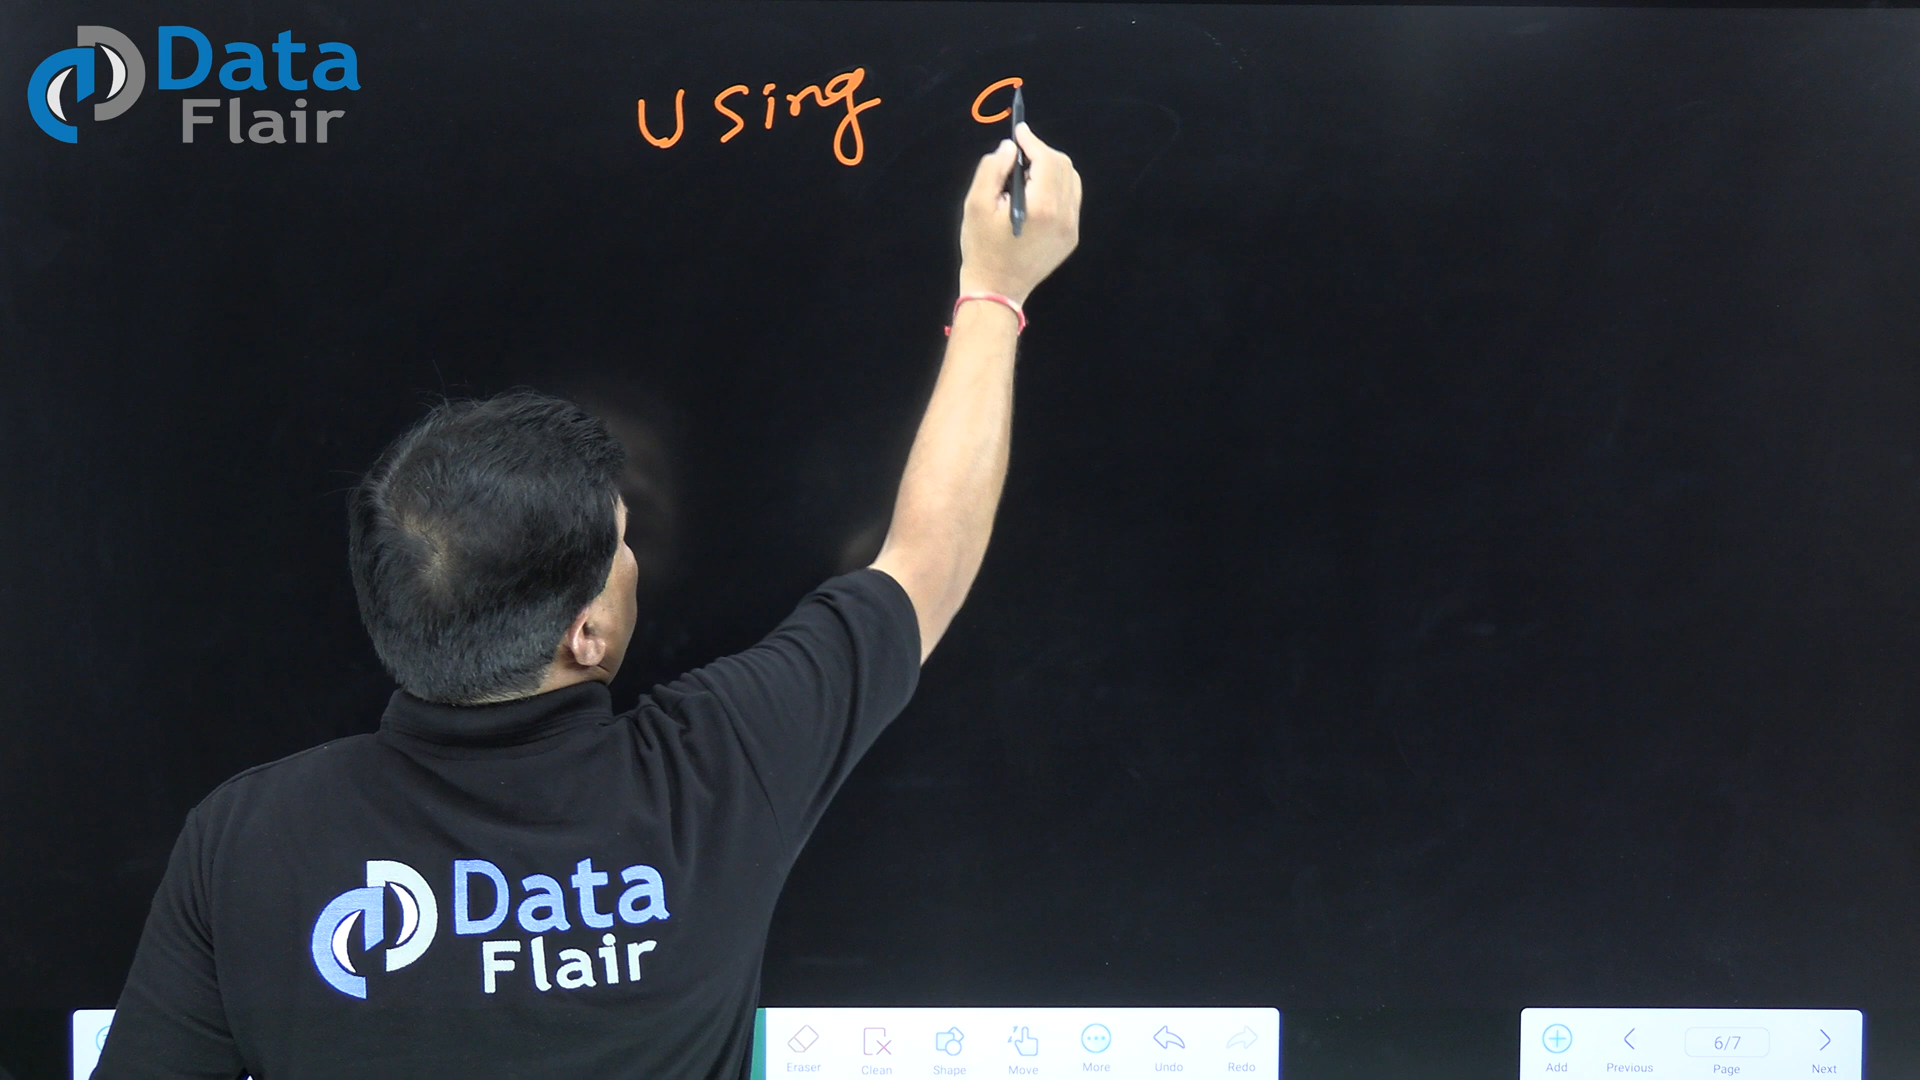 Data
Flair
Using
Data
Flair
Eraser Clean Shape Move More Undo Redo
Add Previous 6/7 Page Next